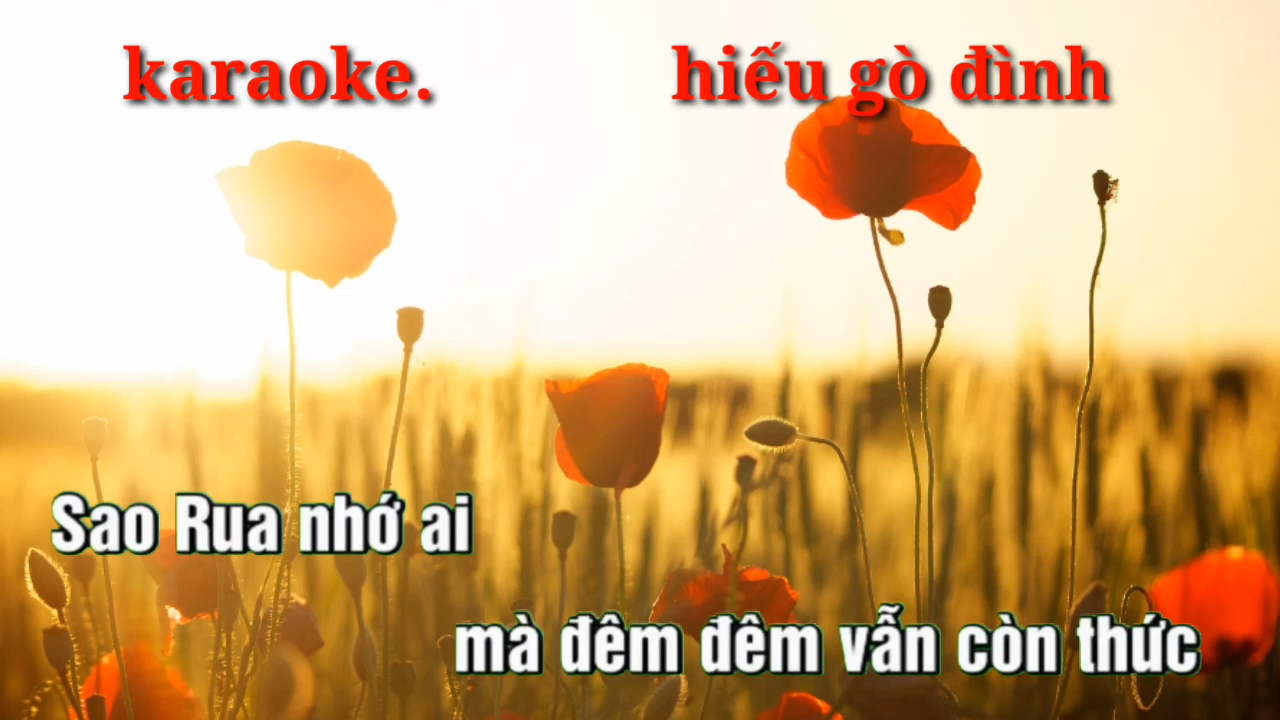 karaoke. hiếu gò đình
Sao Rua nhớ ai
mà đêm đêm vẫn còn thức